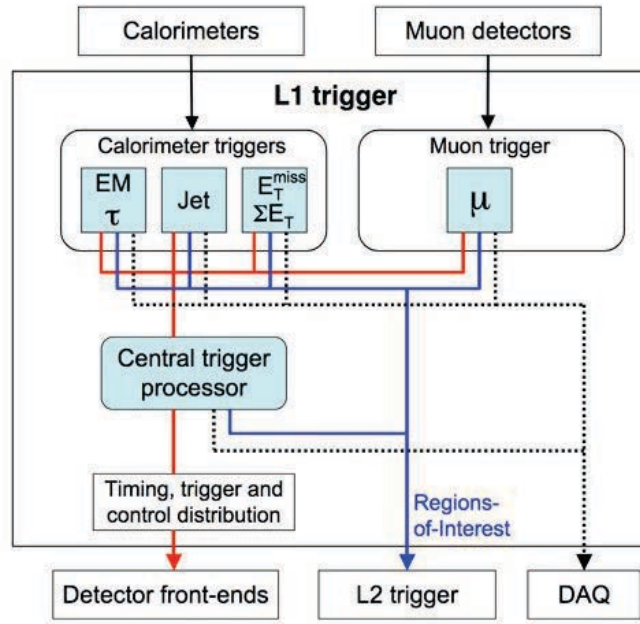 Calorimeters
Muon detectors
L1 trigger
Calorimeter triggers
Muon trigger
EM
τ
Jet
E_T^miss
ΣE_T
μ
Central trigger
processor
Timing, trigger and
control distribution
Regions-
of-Interest
Detector front-ends
L2 trigger
DAQ